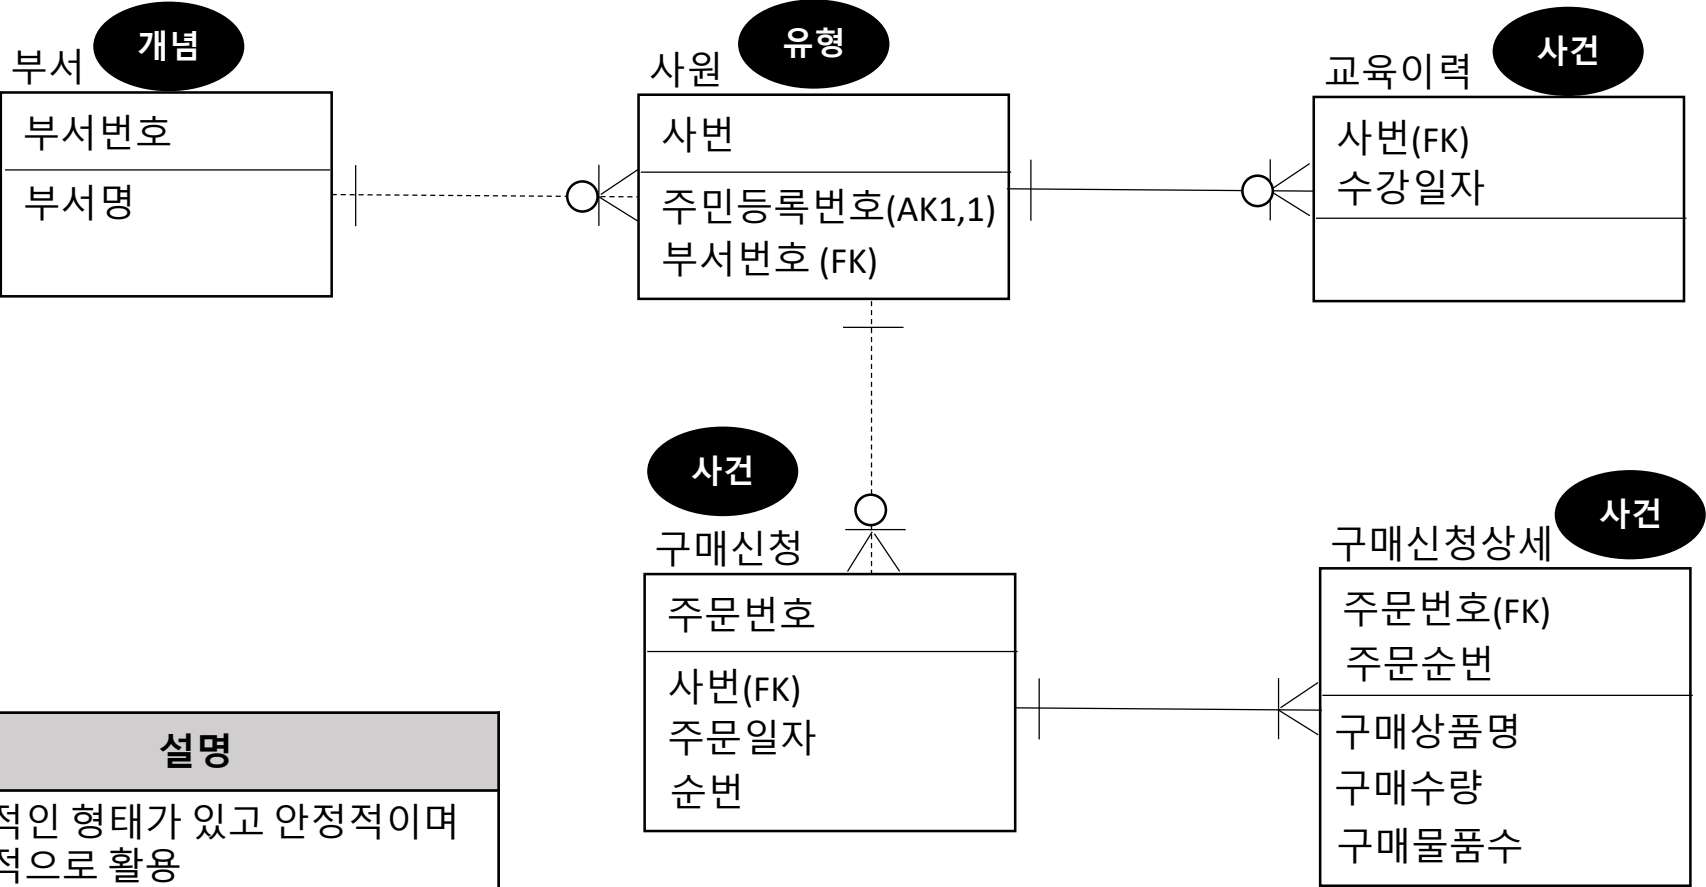 부서
개념
부서번호
부서명
사원
유형
사번
주민등록번호(AK1,1)
부서번호 (FK)
교육이력
사건
사번(FK)
수강일자
사건
구매신청
주문번호
사번(FK)
주문일자
순번
사건
구매신청상세
주문번호(FK)
주문순번
구매상품명
구매수량
구매물품수
설명
적인 형태가 있고 안정적이며
적으로 활용